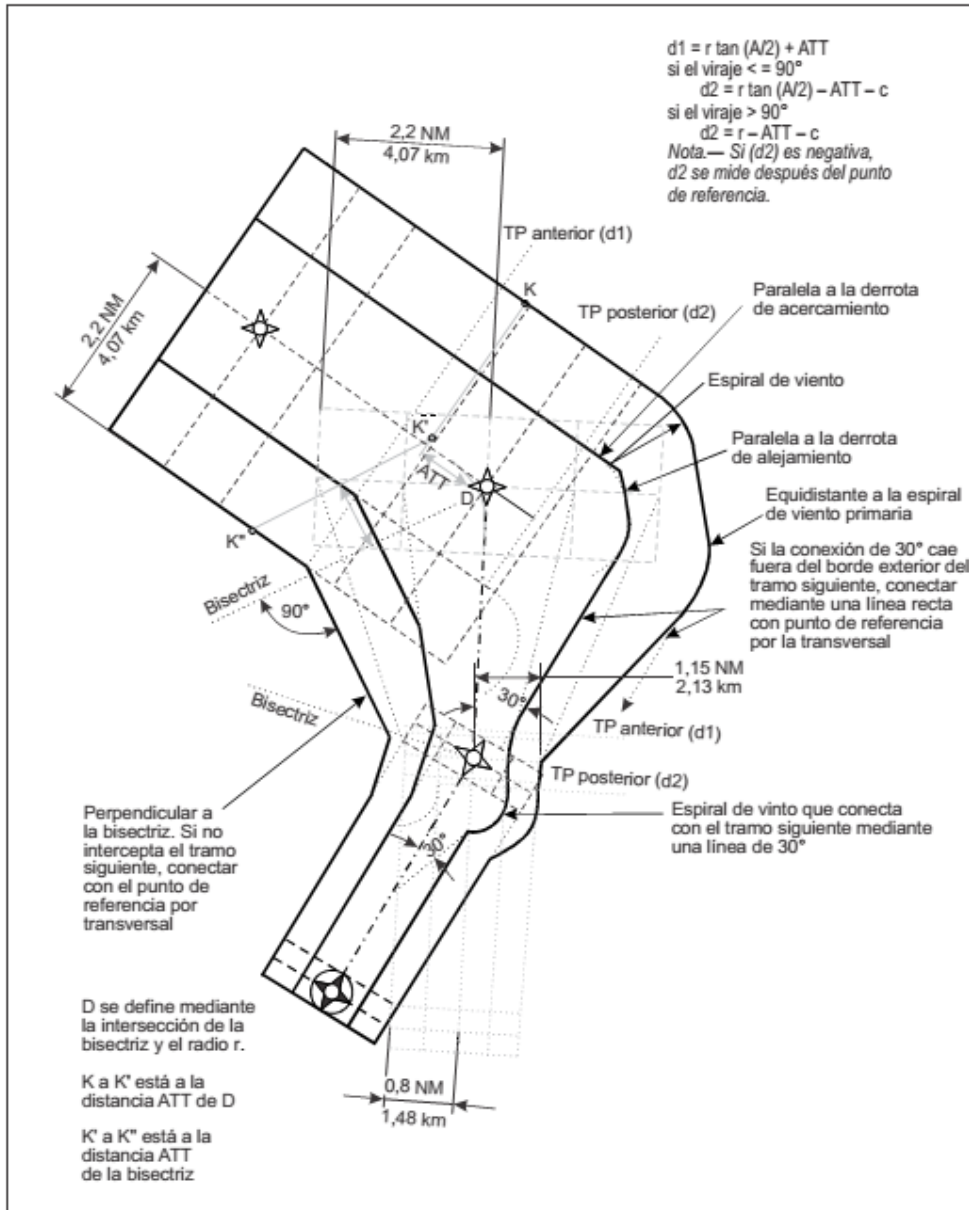 d1 = r tan (A/2) + ATT
si el viraje < = 90°
d2 = r tan (A/2) – ATT – c
si el viraje > 90°
d2 = r – ATT – c
Nota.— Si (d2) es negativa,
d2 se mide después del punto
de referencia.
2,2 NM
4,07 km
TP anterior (d1)
K
TP posterior (d2)
Paralela a la derrota
de acercamiento
2,2 NM
4,07 km
Espiral de viento
K'
ATT
D
Paralela a la derrota
de alejamiento
K"
Equidistante a la espiral
de viento primaria
Bisectriz
90°
Si la conexión de 30° cae
fuera del borde exterior del
tramo siguiente, conectar
mediante una línea recta
con punto de referencia
por la transversal
1,15 NM
2,13 km
30°
Bisectriz
TP anterior (d1)
TP posterior (d2)
Perpendicular a
la bisectriz. Si no
intercepta el tramo
siguiente, conectar
con el punto de
referencia por
transversal
Espiral de vinto que conecta
con el tramo siguiente mediante
una línea de 30°
30°
D se define mediante
la intersección de la
bisectriz y el radio r.
K a K' está a la
distancia ATT de D
K' a K" está a la
distancia ATT
de la bisectriz
0,8 NM
1,48 km